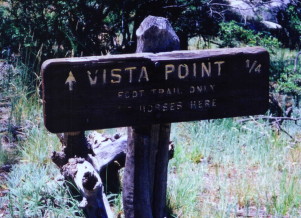 VISTA POINT 1/4
FOOT TRAIL ONLY
HORSES HERE